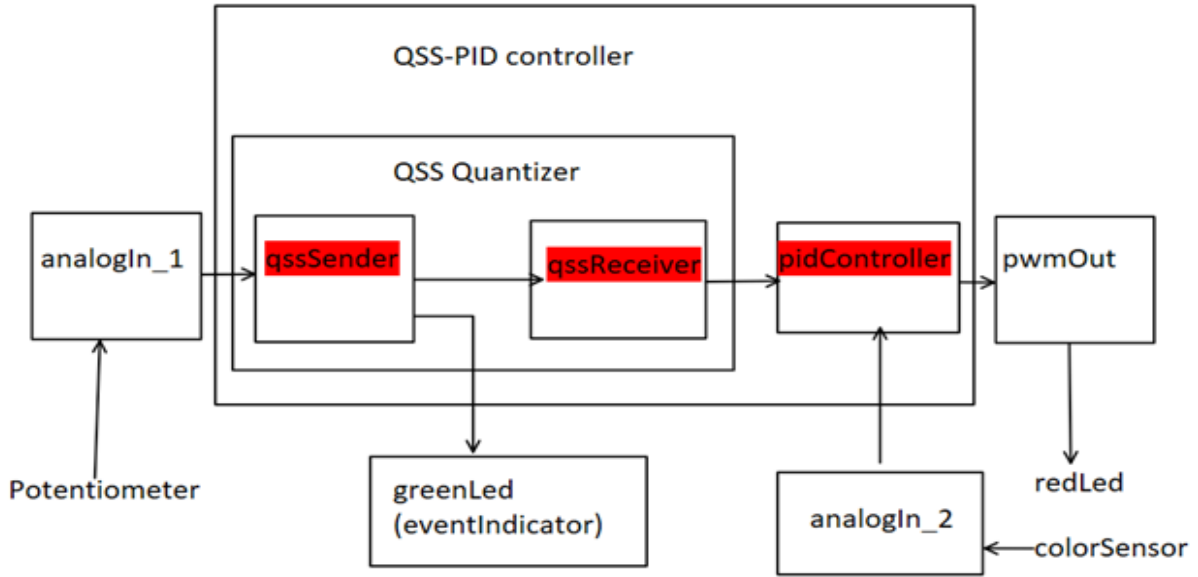 QSS-PID controller
QSS Quantizer
analogIn_1
qssSender
qssReceiver
pidController
pwmOut
Potentiometer
greenLed
(eventIndicator)
analogIn_2
redLed
colorSensor